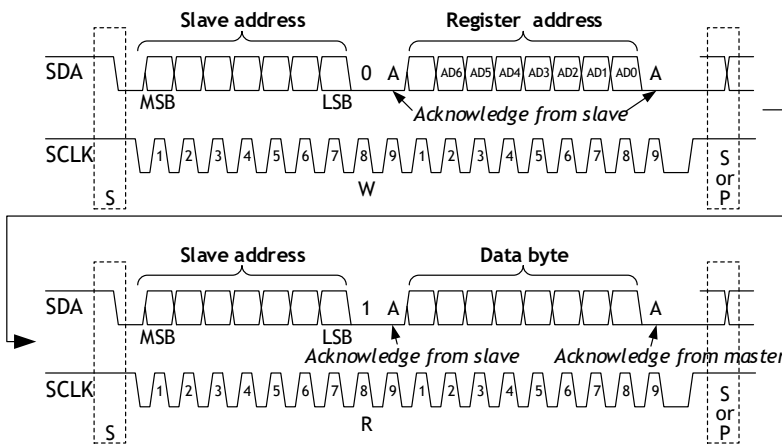 Slave address Register address
SDA 0 A AD6 AD5 AD4 AD3 AD2 AD1 AD0 A
MSB LSB Acknowledge from slave
SCLK 1 2 3 4 5 6 7 8 9 1 2 3 4 5 6 7 8 9 S
or
S W P
Slave address Data byte
SDA 1 A A
MSB LSB Acknowledge from slave Acknowledge from master
SCLK 1 2 3 4 5 6 7 8 9 1 2 3 4 5 6 7 8 9 S
or
S R P